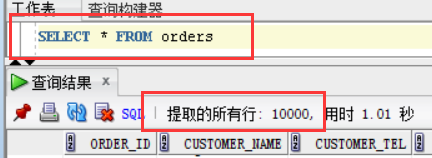 工作表 查询构建器
SELECT * FROM orders
查询结果 ×
SQL | 提取的所有行: 10000, 用时 1.01 秒
ORDER_ID CUSTOMER_NAME CUSTOMER_TEL